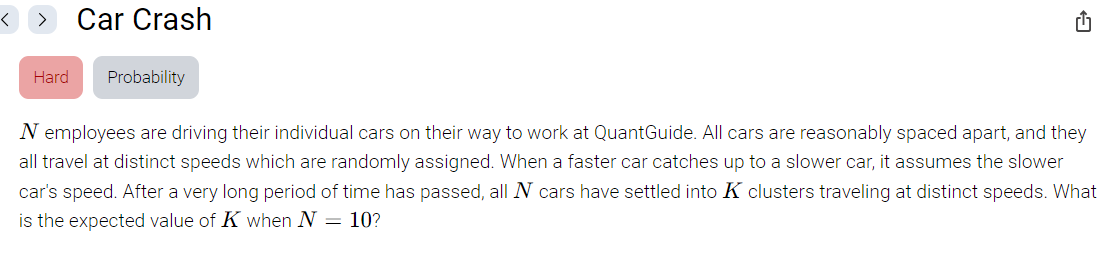 < > Car Crash
Hard Probability
N employees are driving their individual cars on their way to work at QuantGuide. All cars are reasonably spaced apart, and they
all travel at distinct speeds which are randomly assigned. When a faster car catches up to a slower car, it assumes the slower
car's speed. After a very long period of time has passed, all N cars have settled into K clusters traveling at distinct speeds. What
is the expected value of K when N = 10?